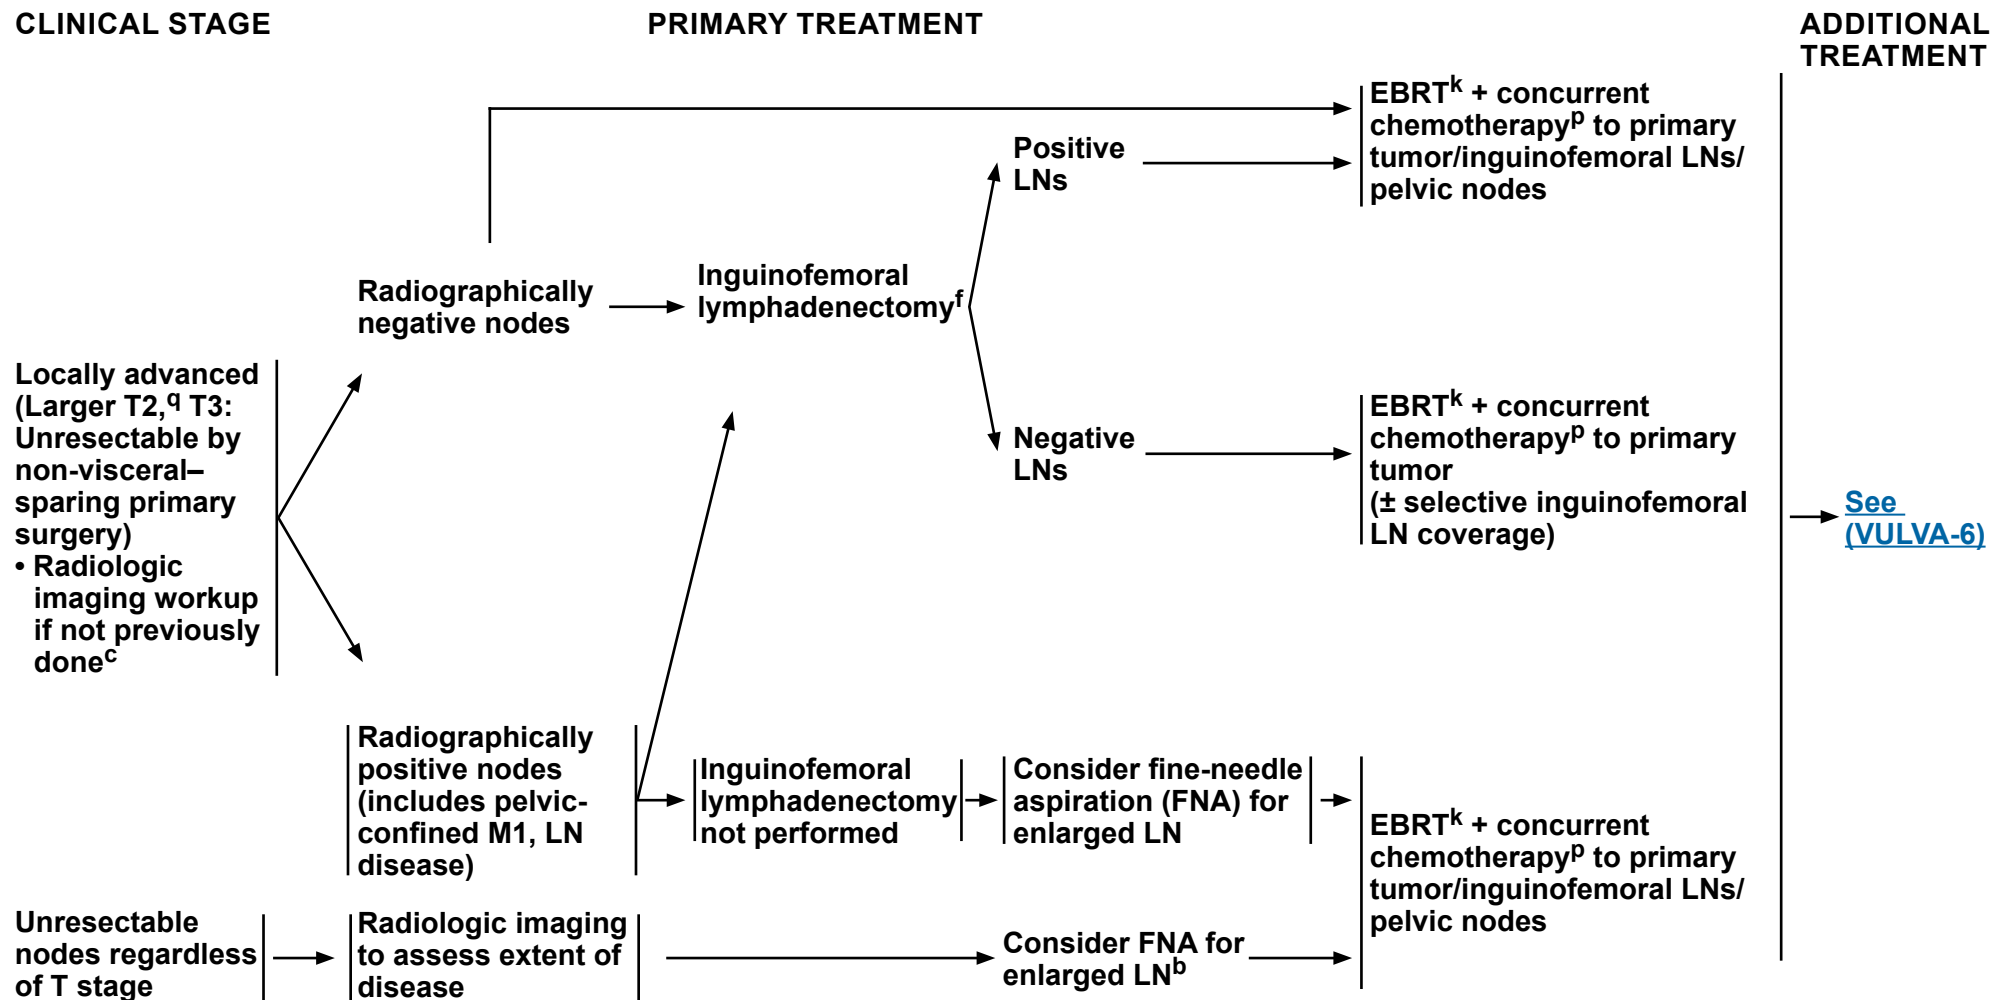 CLINICAL STAGE
PRIMARY TREATMENT
ADDITIONAL
TREATMENT
Locally advanced
(Larger T2,q T3:
Unresectable by
non-visceral–
sparing primary
surgery)
• Radiologic
imaging workup
if not previously
donec
Radiographically
negative nodes
Inguinofemoral
lymphadenectomyf
Positive
LNs
EBRTk + concurrent
chemotherapyp to primary
tumor/inguinofemoral LNs/
pelvic nodes
Negative
LNs
EBRTk + concurrent
chemotherapyp to primary
tumor
(± selective inguinofemoral
LN coverage)
See
(VULVA-6)
Radiographically
positive nodes
(includes pelvic-
confined M1, LN
disease)
Inguinofemoral
lymphadenectomy
not performed
Consider fine-needle
aspiration (FNA) for
enlarged LN
EBRTk + concurrent
chemotherapyp to primary
tumor/inguinofemoral LNs/
pelvic nodes
Unresectable
nodes regardless
of T stage
Radiologic imaging
to assess extent of
disease
Consider FNA for
enlarged LNb